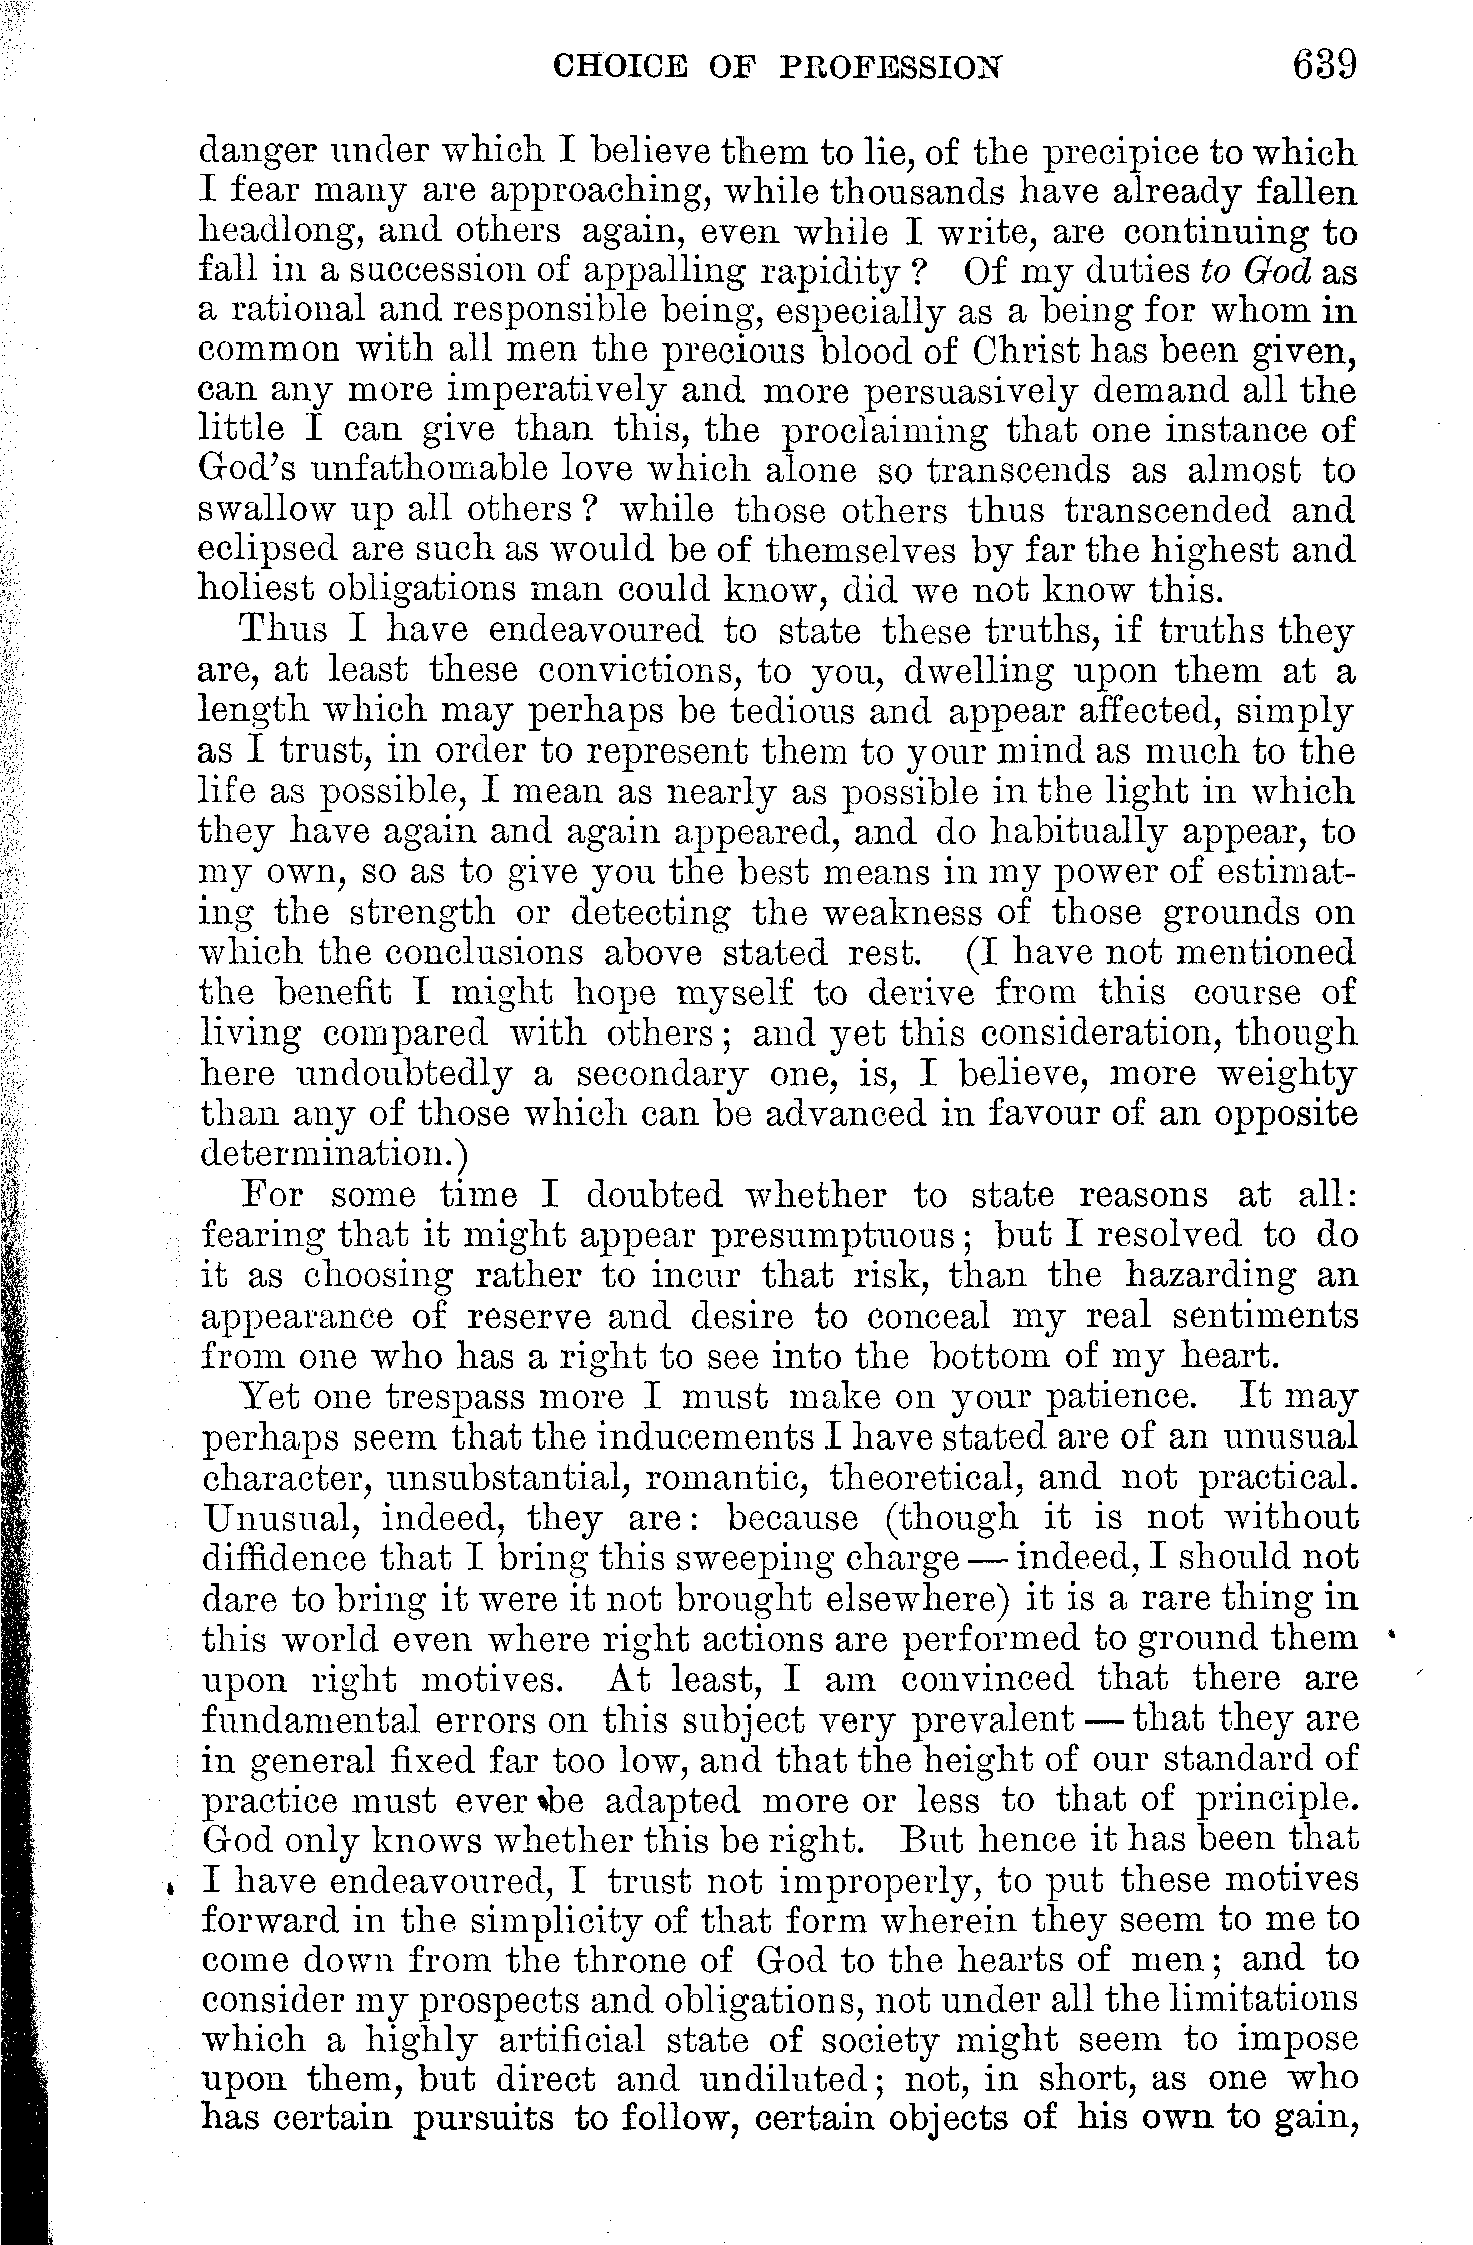 CHOICE OF PROFESSION 639
danger under which I believe them to lie, of the precipice to which
I fear many are approaching, while thousands have already fallen
headlong, and others again, even while I write, are continuing to
fall in a succession of appalling rapidity? Of my duties to God as
a rational and responsible being, especially as a being for whom in
common with all men the precious blood of Christ has been given,
can any more imperatively and more persuasively demand all the
little I can give than this, the proclaiming that one instance of
God's unfathomable love which alone so transcends as almost to
swallow up all others? while those others thus transcended and
eclipsed are such as would be of themselves by far the highest and
holiest obligations man could know, did we not know this.
Thus I have endeavoured to state these truths, if truths they
are, at least these convictions, to you, dwelling upon them at a
length which may perhaps be tedious and appear affected, simply
as I trust, in order to represent them to your mind as much to the
life as possible, I mean as nearly as possible in the light in which
they have again and again appeared, and do habitually appear, to
my own, so as to give you the best means in my power of estimat-
ing the strength or detecting the weakness of those grounds on
which the conclusions above stated rest. (I have not mentioned
the benefit I might hope myself to derive from this course of
living compared with others; and yet this consideration, though
here undoubtedly a secondary one, is, I believe, more weighty
than any of those which can be advanced in favour of an opposite
determination.)
For some time I doubted whether to state reasons at all:
fearing that it might appear presumptuous; but I resolved to do
it as choosing rather to incur that risk, than the hazarding an
appearance of reserve and desire to conceal my real sentiments
from one who has a right to see into the bottom of my heart.
Yet one trespass more I must make on your patience. It may
perhaps seem that the inducements I have stated are of an unusual
character, unsubstantial, romantic, theoretical, and not practical.
Unusual, indeed, they are: because (though it is not without
diffidence that I bring this sweeping charge — indeed, I should not
dare to bring it were it not brought elsewhere) it is a rare thing in
this world even where right actions are performed to ground them
upon right motives. At least, I am convinced that there are
fundamental errors on this subject very prevalent — that they are
in general fixed far too low, and that the height of our standard of
practice must ever be adapted more or less to that of principle.
God only knows whether this be right. But hence it has been that
I have endeavoured, I trust not improperly, to put these motives
forward in the simplicity of that form wherein they seem to me to
come down from the throne of God to the hearts of men; and to
consider my prospects and obligations, not under all the limitations
which a highly artificial state of society might seem to impose
upon them, but direct and undiluted; not, in short, as one who
has certain pursuits to follow, certain objects of his own to gain,